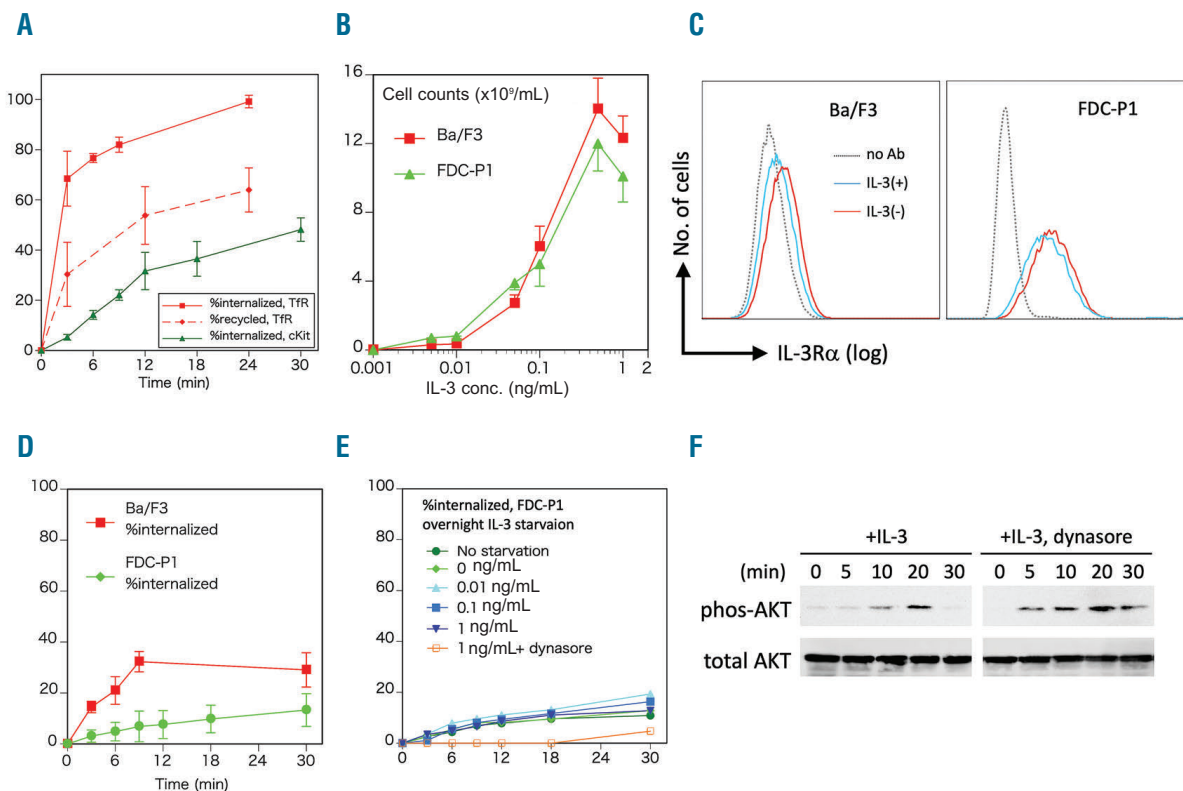 A
100
80
60
40
20
0
%internalized, TfR
%recycled, TfR
%internalized, cKit
0 6 12 18 24 30
Time (min)
B
16
12
8
4
0
Cell counts (x10⁹/mL)
Ba/F3
FDC-P1
0.001 0.01 0.1 1 2
IL-3 conc. (ng/mL)
C
Ba/F3
no Ab
IL-3(+)
IL-3(-)
FDC-P1
No. of cells
IL-3Rα (log)
D
100
80
60
40
20
0
Ba/F3
%internalized
FDC-P1
%internalized
0 6 12 18 24 30
Time (min)
E
100
80
60
40
20
0
%internalized, FDC-P1
overnight IL-3 starvaion
No starvation
0 ng/mL
0.01 ng/mL
0.1 ng/mL
1 ng/mL
1 ng/mL+ dynasore
0 6 12 18 24 30
F
+IL-3 +IL-3, dynasore
(min) 0 5 10 20 30 0 5 10 20 30
phos-AKT
total AKT